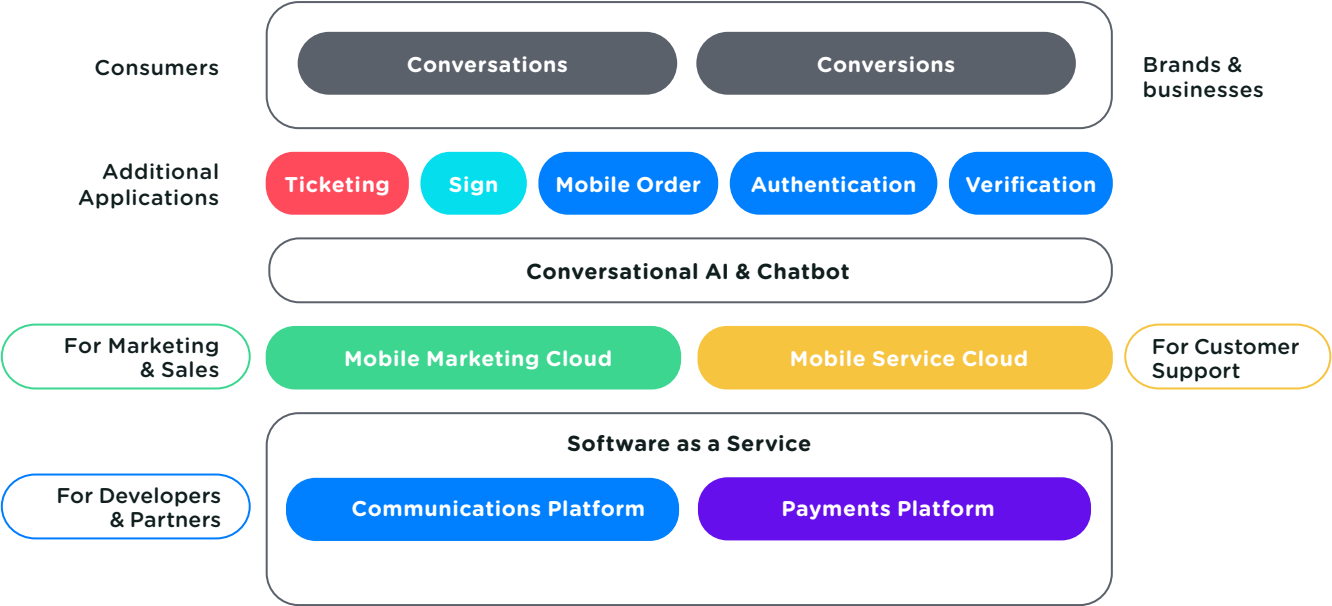 Consumers
Conversations
Conversions
Brands &
businesses
Additional
Applications
Ticketing
Sign
Mobile Order
Authentication
Verification
Conversational AI & Chatbot
For Marketing
& Sales
Mobile Marketing Cloud
Mobile Service Cloud
For Customer
Support
Software as a Service
For Developers
& Partners
Communications Platform
Payments Platform